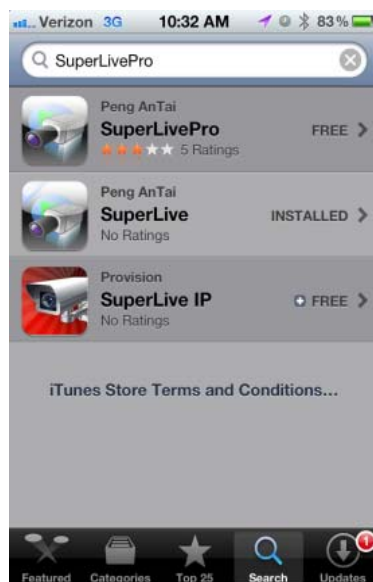 Verizon 3G 10:32 AM 83%
SuperLivePro
Peng AnTai
SuperLivePro FREE
5 Ratings
Peng AnTai
SuperLive INSTALLED
No Ratings
Provision
SuperLive IP FREE
No Ratings
iTunes Store Terms and Conditions...
1
Featured Categories Top 25 Search Updates